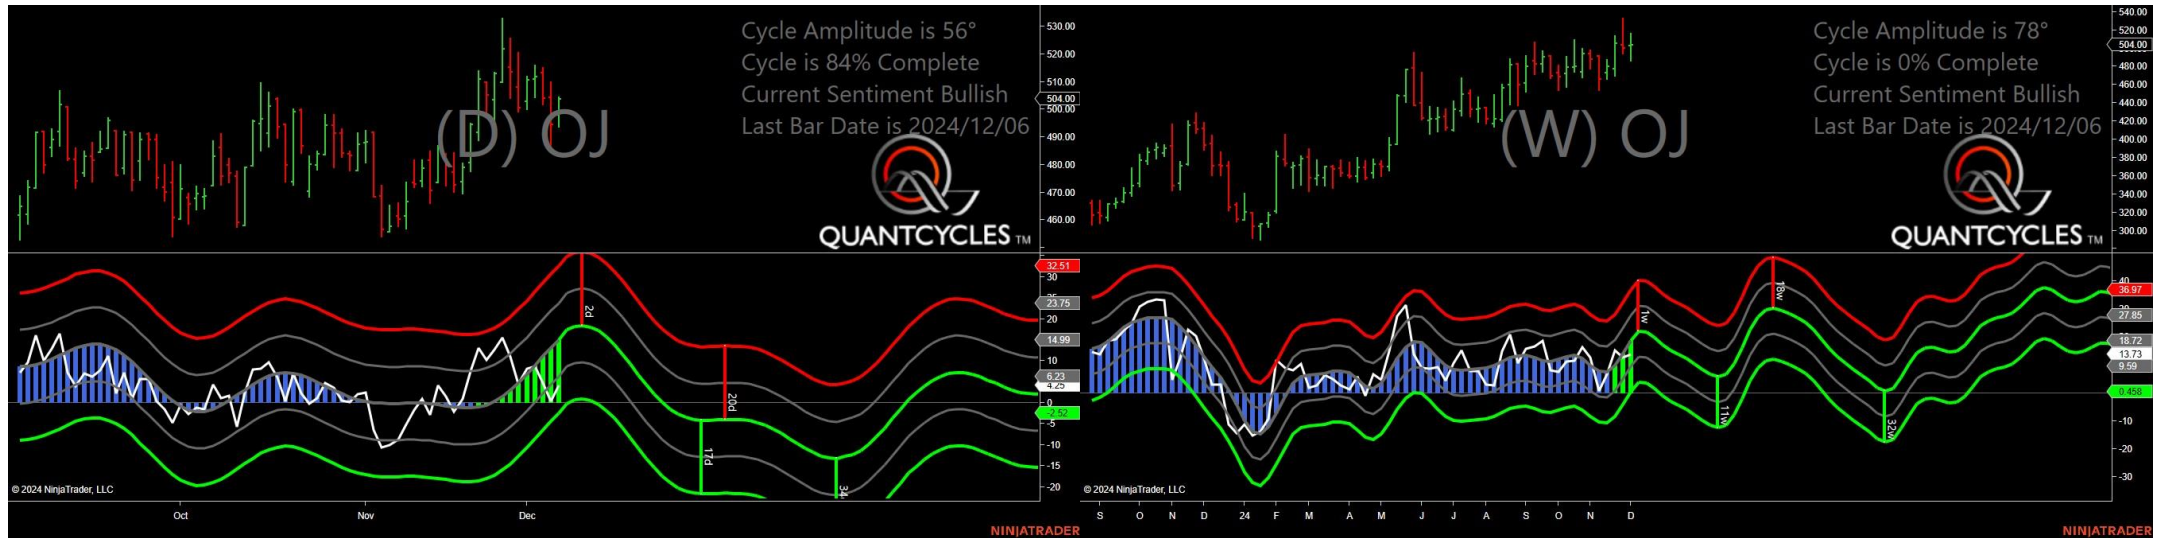 Cycle Amplitude is 56°
Cycle is 84% Complete
Current Sentiment Bullish
Last Bar Date is 2024/12/06
(D) OJ
QUANTCYCLES TM
530.00
520.00
510.00
504.00
500.00
490.00
480.00
470.00
460.00
32.51
30
23.75
20
14.99
10
6.23
4.25
0
-2.52
-5
-10
-15
-20
2d
20d
17d
34
© 2024 NinjaTrader, LLC
Oct Nov Dec
NINJATRADER
Cycle Amplitude is 78°
Cycle is 0% Complete
Current Sentiment Bullish
Last Bar Date is 2024/12/06
(W) OJ
QUANTCYCLES TM
540.00
520.00
504.00
480.00
460.00
440.00
420.00
400.00
380.00
360.00
340.00
320.00
300.00
40
36.97
27.85
18.72
13.73
9.59
0.458
-10
-20
-30
1w
18w
11w
32w
© 2024 NinjaTrader, LLC
S O N D 24 F M A M J J A S O N D
NINJATRADER